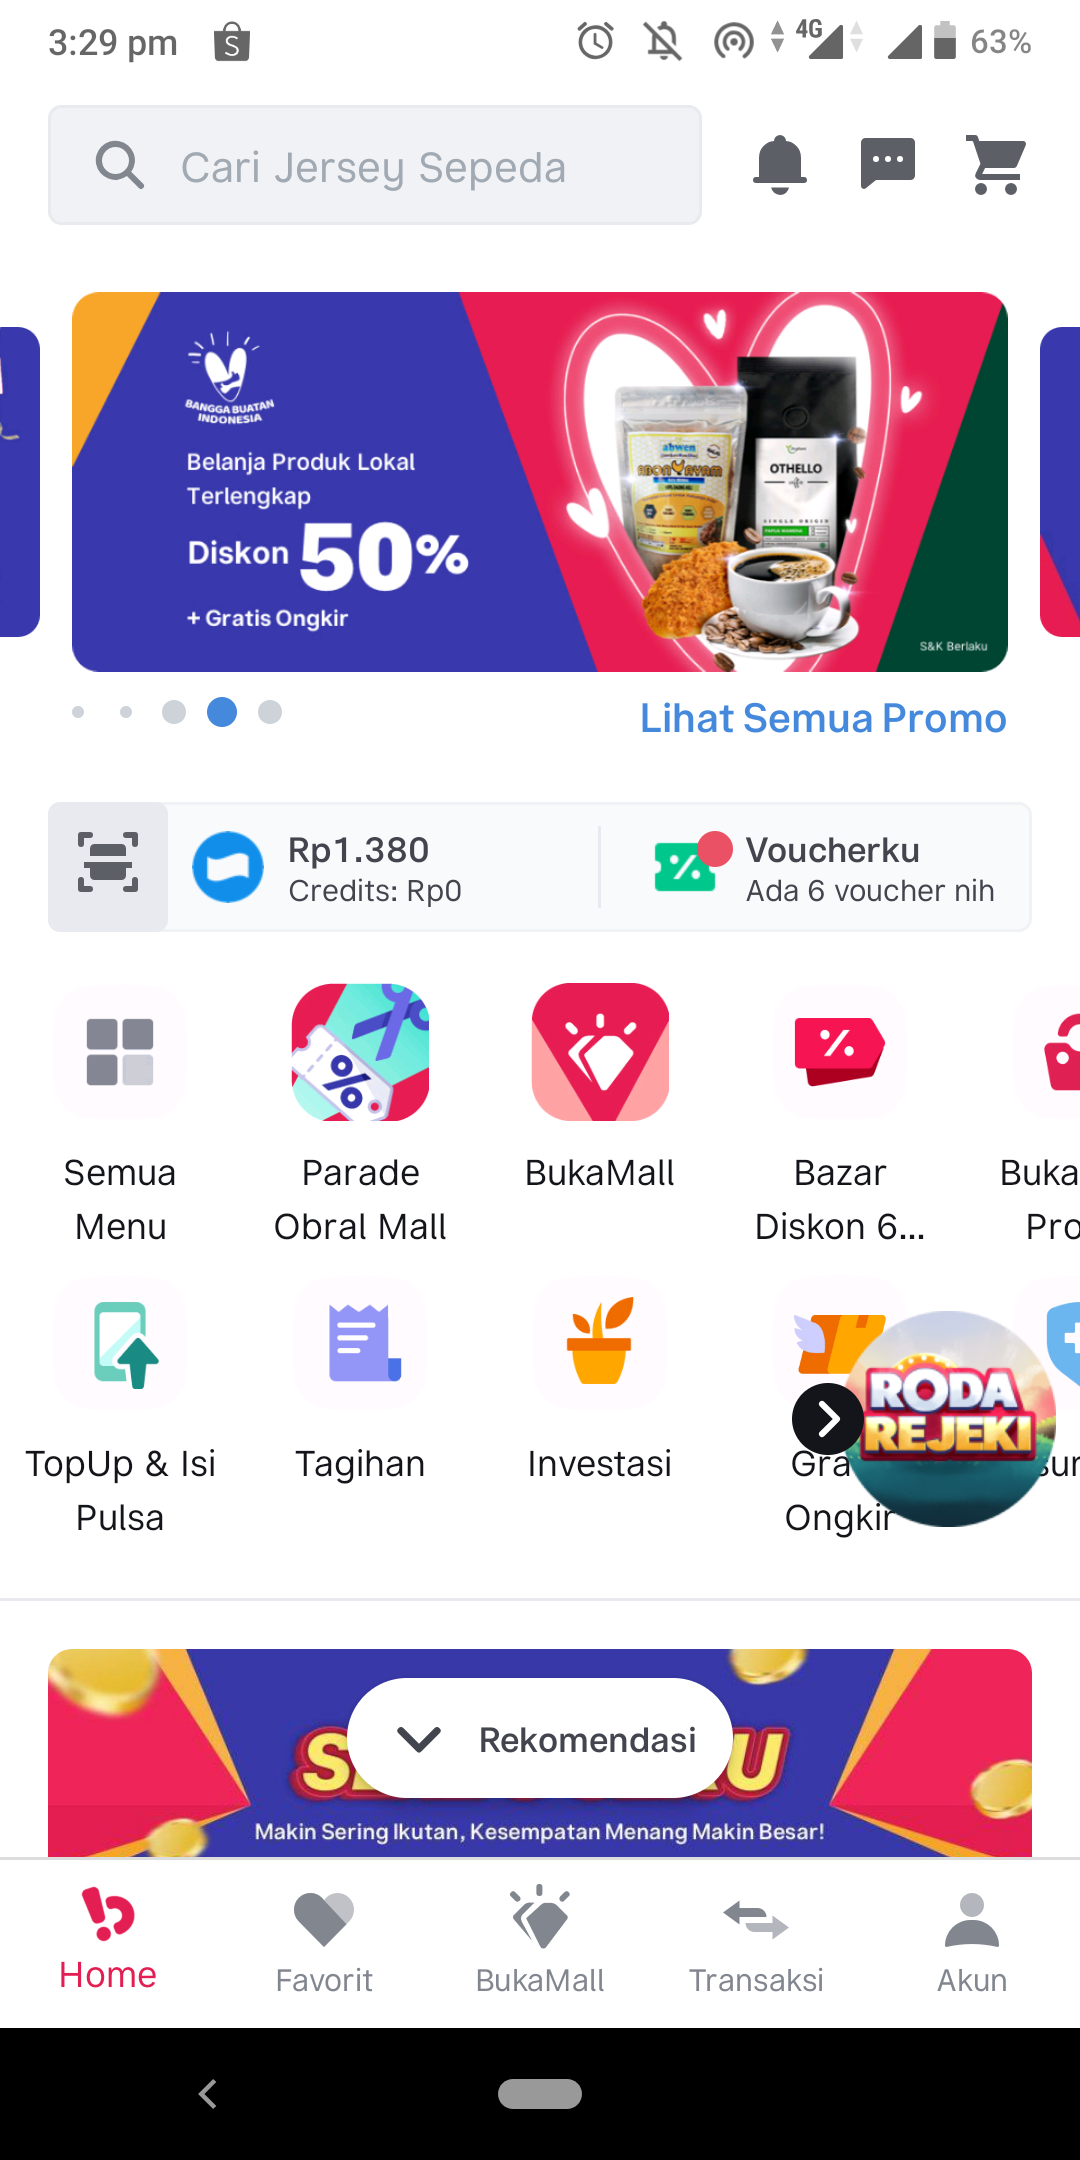 3:29 pm
S
4G
63%
Cari Jersey Sepeda
BANGGA BUATAN
INDONESIA
Belanja Produk Lokal
Terlengkap
Diskon 50%
+ Gratis Ongkir
abwen
ABON AYAM
OTHELLO
SINGLE ORIGIN
S&K Berlaku
Lihat Semua Promo
Rp1.380
Credits: Rp0
%
Voucherku
Ada 6 voucher nih
%
%
Semua
Menu
Parade
Obral Mall
BukaMall
Bazar
Diskon 6...
Buka
Pro
TopUp & Isi
Pulsa
Tagihan
Investasi
Gra
Ongkir
RODA
REJEKI
Rekomendasi
Makin Sering Ikutan, Kesempatan Menang Makin Besar!
Home
Favorit
BukaMall
Transaksi
Akun